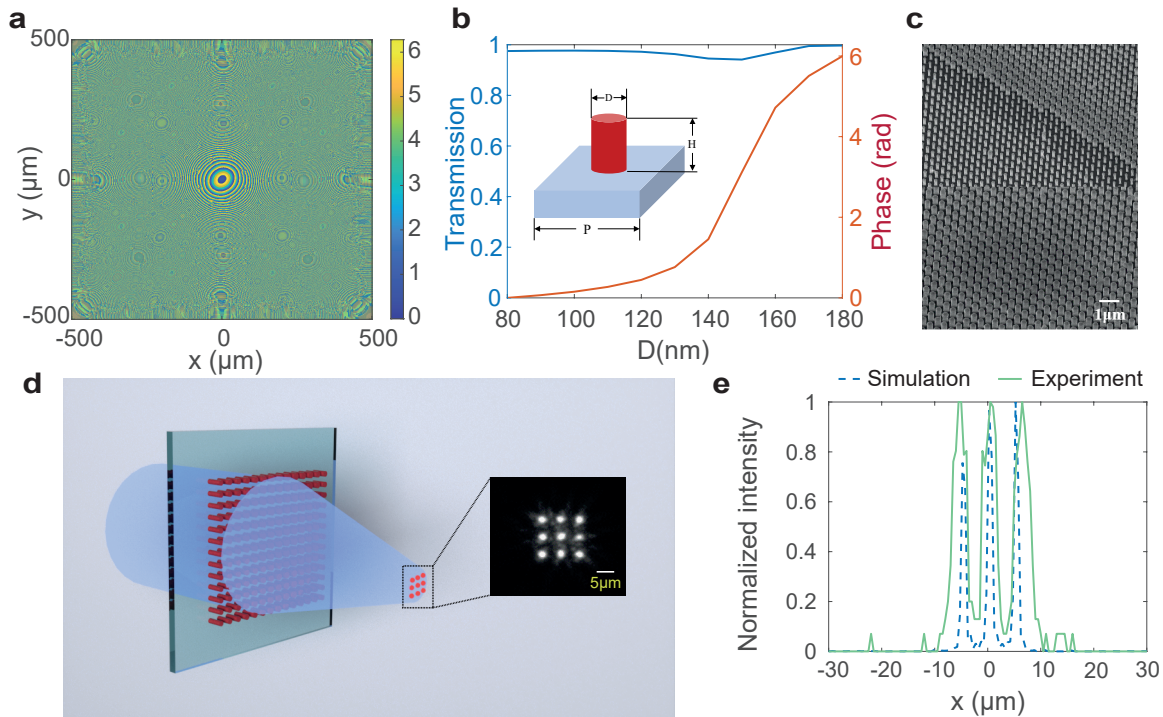 a
500
y (µm)
0
-500
-500
0
500
x (µm)
6
5
4
3
2
1
0
b
1
0.8
0.6
0.4
0.2
0
Transmission
D
H
P
6
4
2
0
Phase (rad)
80
100
120
140
160
180
D(nm)
c
1µm
d
5µm
e
Simulation
Experiment
1
0.8
0.6
0.4
0.2
0
Normalized intensity
-30
-20
-10
0
10
20
30
x (µm)